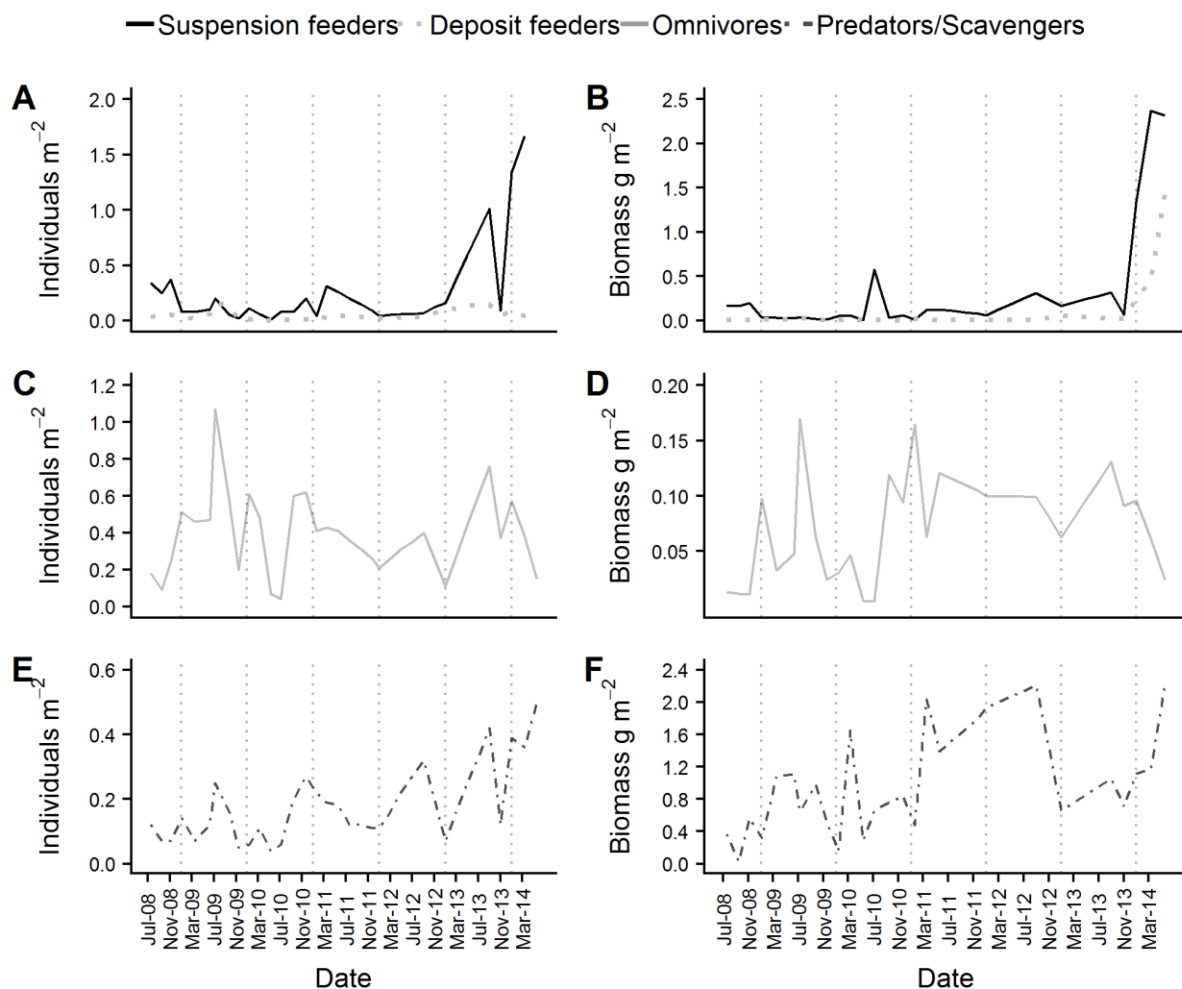 Suspension feeders Deposit feeders Omnivores Predators/Scavengers
A
Individuals m⁻²
2.0
1.5
1.0
0.5
0.0
B
Biomass g m⁻²
2.5
2.0
1.5
1.0
0.5
0.0
C
Individuals m⁻²
1.2
1.0
0.8
0.6
0.4
0.2
0.0
D
Biomass g m⁻²
0.20
0.15
0.10
0.05
E
Individuals m⁻²
0.6
0.4
0.2
0.0
Jul-08 Nov-08 Mar-09 Jul-09 Nov-09 Mar-10 Jul-10 Nov-10 Mar-11 Jul-11 Nov-11 Mar-12 Jul-12 Nov-12 Mar-13 Jul-13 Nov-13 Mar-14
Date
F
Biomass g m⁻²
2.4
2.0
1.6
1.2
0.8
0.4
0.0
Jul-08 Nov-08 Mar-09 Jul-09 Nov-09 Mar-10 Jul-10 Nov-10 Mar-11 Jul-11 Nov-11 Mar-12 Jul-12 Nov-12 Mar-13 Jul-13 Nov-13 Mar-14
Date